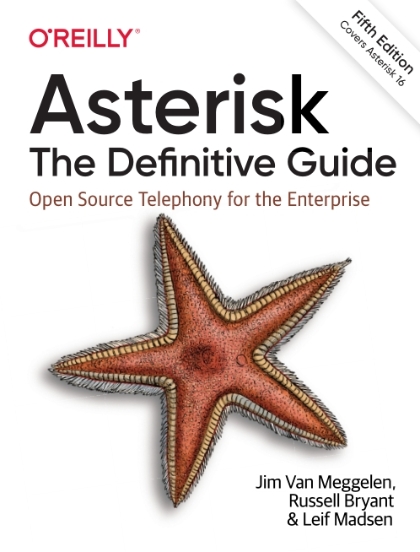 O'REILLY®
Fifth Edition
Covers Asterisk 16
Asterisk
The Definitive Guide
Open Source Telephony for the Enterprise
Jim Van Meggelen,
Russell Bryant
& Leif Madsen